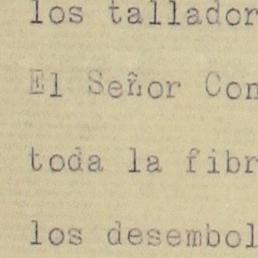 los tallador
El Señor Con
toda la fibr
los desembol